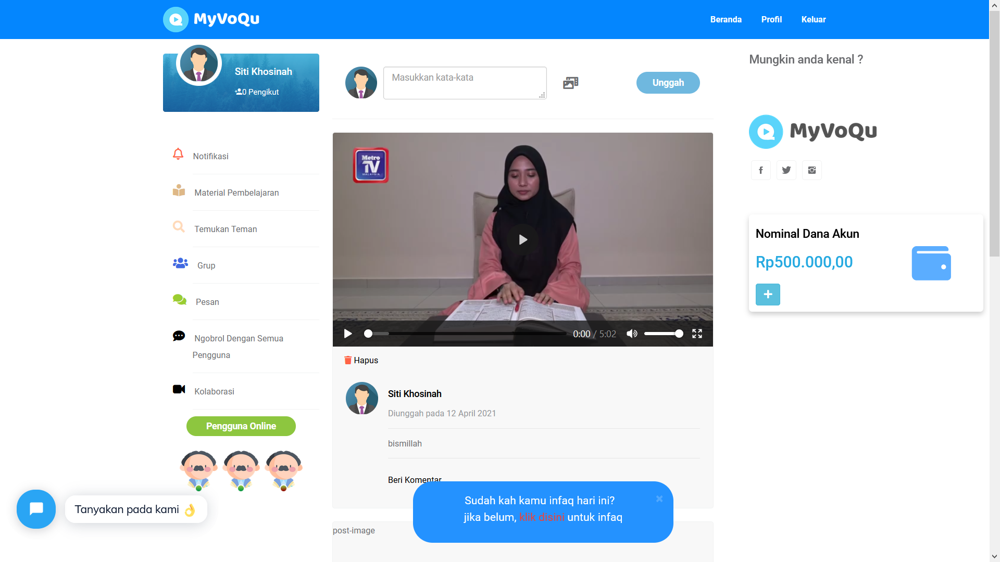 MyVoQu
Beranda Profil Keluar
Siti Khosinah
0 Pengikut
Notifikasi
Material Pembelajaran
Temukan Teman
Grup
Pesan
Ngobrol Dengan Semua
Pengguna
Kolaborasi
Pengguna Online
Tanyakan pada kami 👌
Masukkan kata-kata
Unggah
Metro
TV
MALAYSIA
0:00 / 5:02
Hapus
Siti Khosinah
Diunggah pada 12 April 2021
bismillah
Beri Komentar
post-image
Sudah kah kamu infaq hari ini? ×
jika belum, klik disini untuk infaq
Mungkin anda kenal ?
MyVoQu
Nominal Dana Akun
Rp500.000,00
+